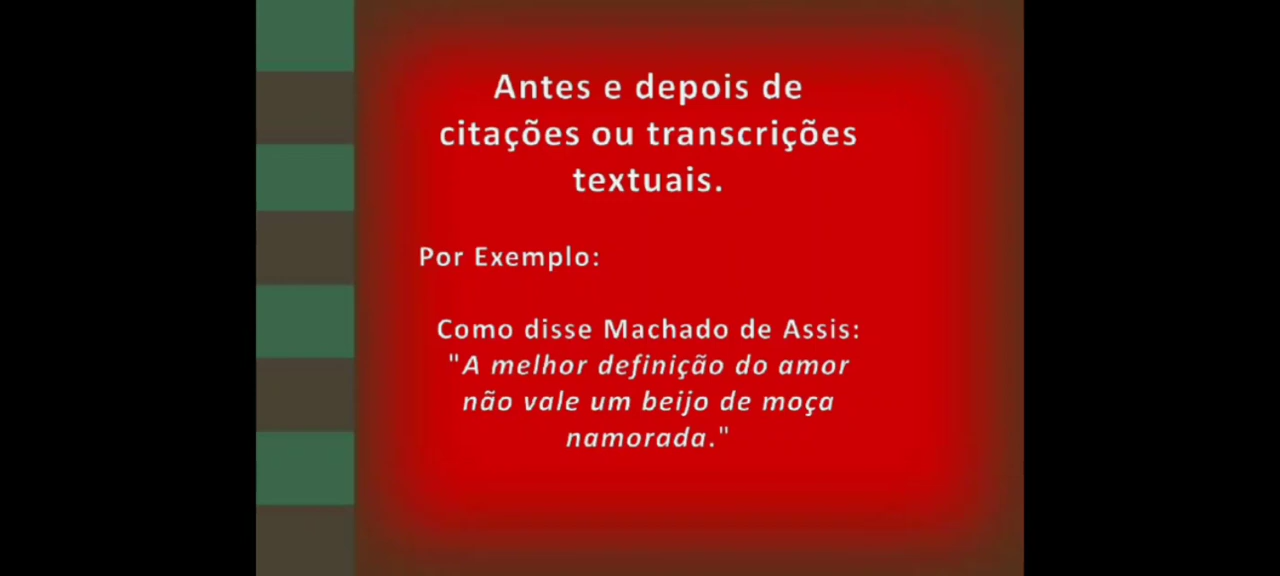 Antes e depois de
citações ou transcrições
textuais.
Por Exemplo:
Como disse Machado de Assis:
"A melhor definição do amor
não vale um beijo de moça
namorada."